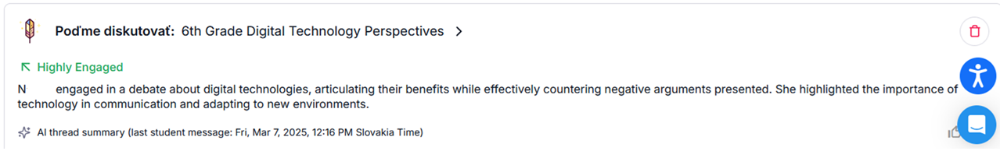 Poďme diskutovať: 6th Grade Digital Technology Perspectives
Highly Engaged
N engaged in a debate about digital technologies, articulating their benefits while effectively countering negative arguments presented. She highlighted the importance of
technology in communication and adapting to new environments.
AI thread summary (last student message: Fri, Mar 7, 2025, 12:16 PM Slovakia Time)